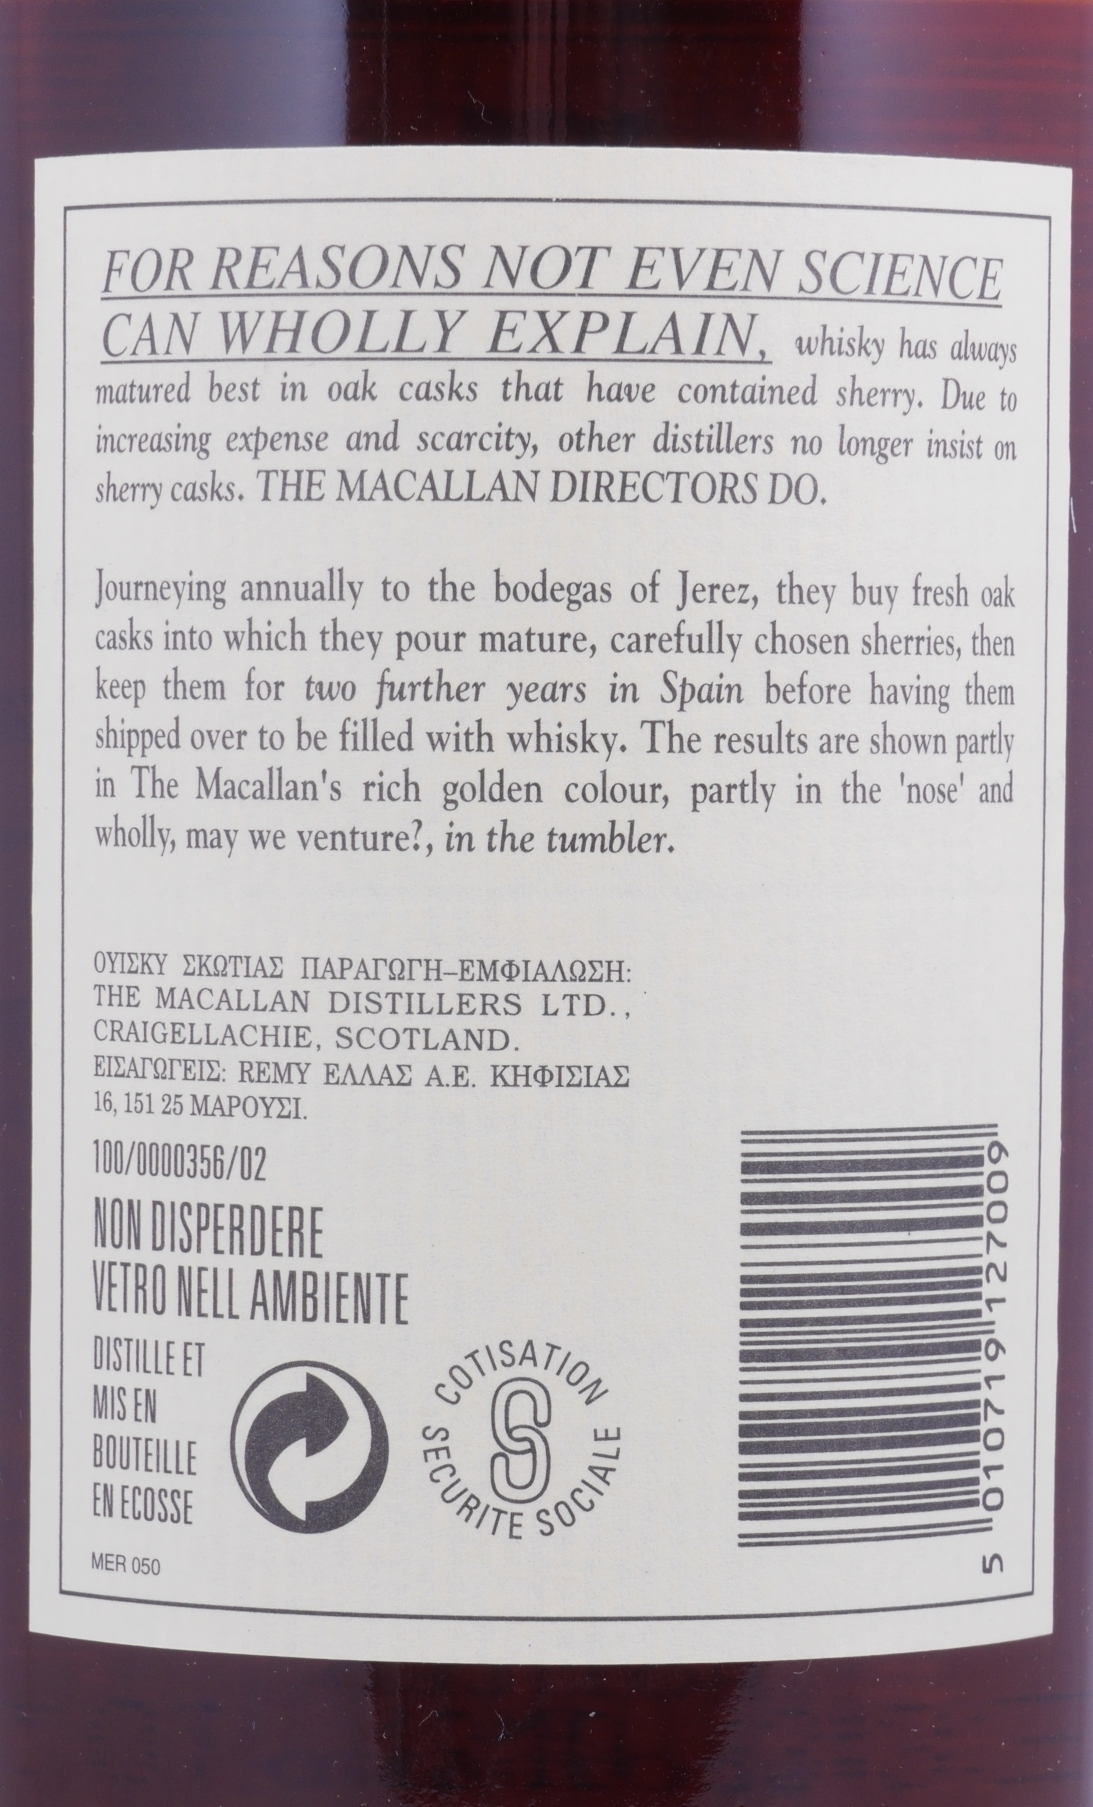 FOR REASONS NOT EVEN SCIENCE
CAN WHOLLY EXPLAIN, whisky has always
matured best in oak casks that have contained sherry. Due to
increasing expense and scarcity, other distillers no longer insist on
sherry casks. THE MACALLAN DIRECTORS DO.
Journeying annually to the bodegas of Jerez, they buy fresh oak
casks into which they pour mature, carefully chosen sherries, then
keep them for two further years in Spain before having them
shipped over to be filled with whisky. The results are shown partly
in The Macallan's rich golden colour, partly in the 'nose' and
wholly, may we venture?, in the tumbler.
ΟΥΙΣΚΥ ΣΚΩΤΙΑΣ ΠΑΡΑΓΩΓΗ–ΕΜΦΙΑΛΩΣΗ:
THE MACALLAN DISTILLERS LTD.,
CRAIGELLACHIE, SCOTLAND.
ΕΙΣΑΓΩΓΕΙΣ: REMY ΕΛΛΑΣ Α.Ε. ΚΗΦΙΣΙΑΣ
16, 151 25 ΜΑΡΟΥΣΙ.
100/0000356/02
NON DISPERDERE
VETRO NELL AMBIENTE
DISTILLE ET
MIS EN
BOUTEILLE
EN ECOSSE
COTISATION
SECURITE SOCIALE
MER 050
5 010719 127009